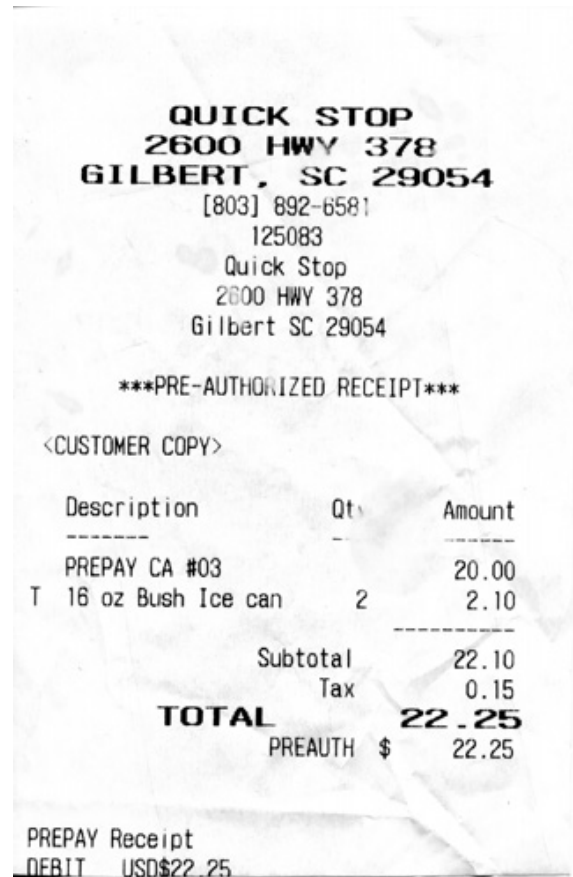 QUICK STOP
2600 HWY 378
GILBERT, SC 29054
[803] 892-6581
125083
Quick Stop
2600 HWY 378
Gilbert SC 29054
***PRE-AUTHORIZED RECEIPT***
<CUSTOMER COPY>
Description Qty Amount
------- -- ------
PREPAY CA #03 20.00
T 16 oz Bush Ice can 2 2.10
-----------
Subtotal 22.10
Tax 0.15
TOTAL 22.25
PREAUTH $ 22.25
PREPAY Receipt
DEBIT USD$22.25